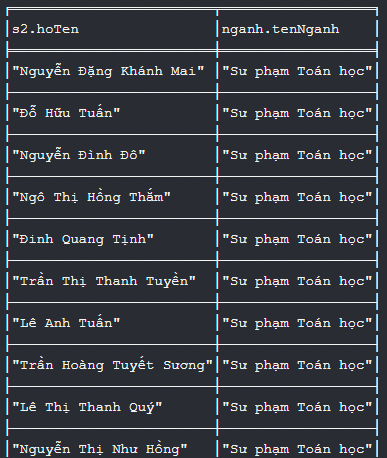 s2.hoTen nganh.tenNganh
"Nguyễn Đặng Khánh Mai" "Sư phạm Toán học"
"Đỗ Hữu Tuấn" "Sư phạm Toán học"
"Nguyễn Đình Đô" "Sư phạm Toán học"
"Ngô Thị Hồng Thắm" "Sư phạm Toán học"
"Đinh Quang Tịnh" "Sư phạm Toán học"
"Trần Thị Thanh Tuyền" "Sư phạm Toán học"
"Lê Anh Tuấn" "Sư phạm Toán học"
"Trần Hoàng Tuyết Sương" "Sư phạm Toán học"
"Lê Thị Thanh Quý" "Sư phạm Toán học"
"Nguyễn Thị Như Hồng" "Sư phạm Toán học"